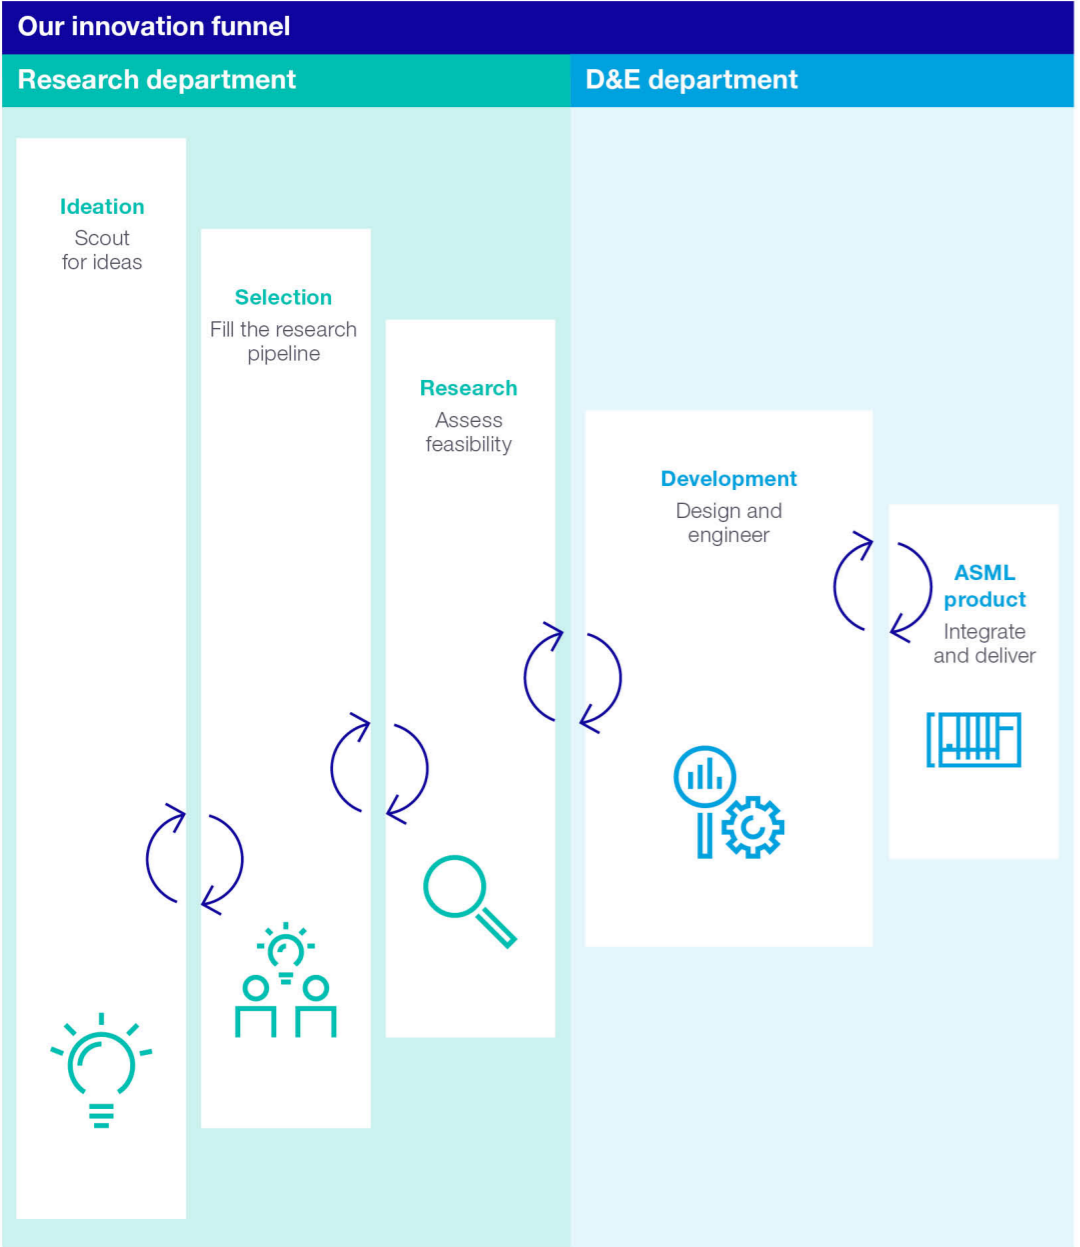 Our innovation funnel
Research department
D&E department
Ideation
Scout
for ideas
Selection
Fill the research
pipeline
Research
Assess
feasibility
Development
Design and
engineer
ASML
product
Integrate
and deliver